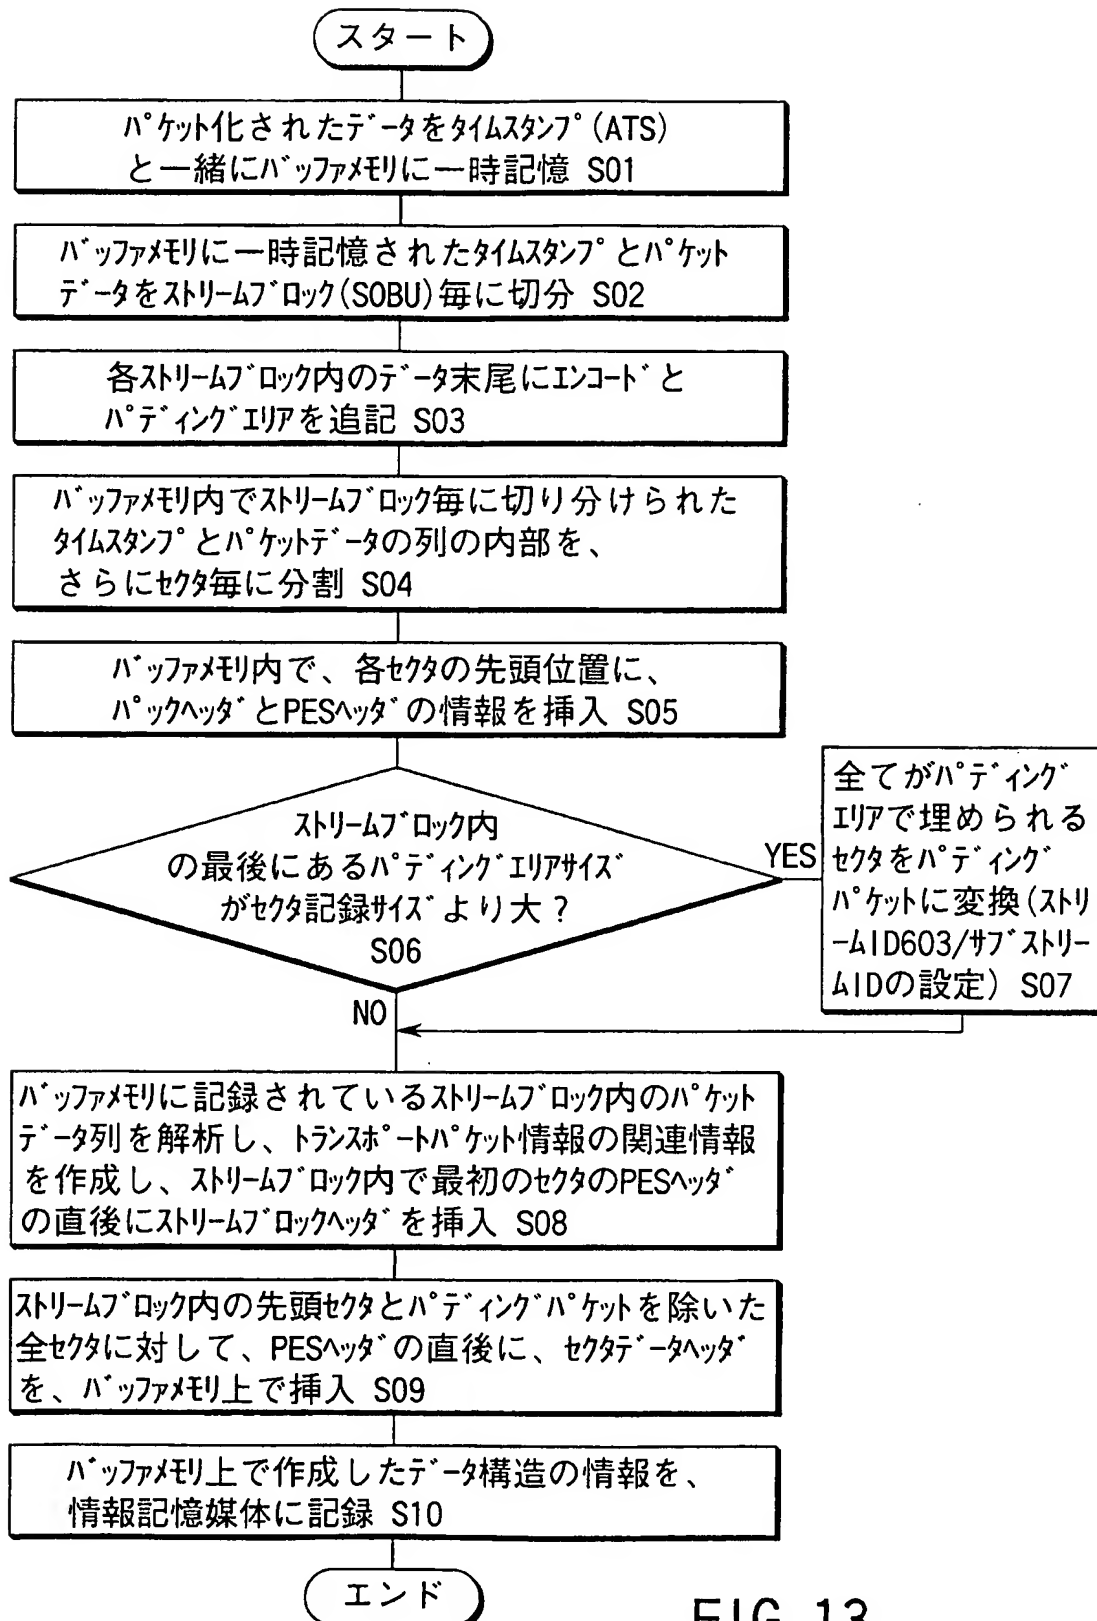 スタート
パケット化されたデータをタイムスタンプ(ATS)
と一緒にバッファメモリに一時記憶 S01
バッファメモリに一時記憶されたタイムスタンプとパケット
データをストリームブロック(SOBU)毎に切分 S02
各ストリームブロック内のデータ末尾にエンコードと
パディングエリアを追記 S03
バッファメモリ内でストリームブロック毎に切り分けられた
タイムスタンプとパケットデータの列の内部を、
さらにセクタ毎に分割 S04
バッファメモリ内で、各セクタの先頭位置に、
パックヘッダとPESヘッダの情報を挿入 S05
ストリームブロック内
の最後にあるパディングエリアサイズ
がセクタ記録サイズより大?
S06
YES
全てがパディング
エリアで埋められる
セクタをパディング
パケットに変換(ストリ
ームID603/サブストリー
ムIDの設定) S07
NO
バッファメモリに記録されているストリームブロック内のパケット
データ列を解析し、トランスポートパケット情報の関連情報
を作成し、ストリームブロック内で最初のセクタのPESヘッダ
の直後にストリームブロックヘッダを挿入 S08
ストリームブロック内の先頭セクタとパディングパケットを除いた
全セクタに対して、PESヘッダの直後に、セクタデータヘッダ
を、バッファメモリ上で挿入 S09
バッファメモリ上で作成したデータ構造の情報を、
情報記憶媒体に記録 S10
エンド
FIG. 13